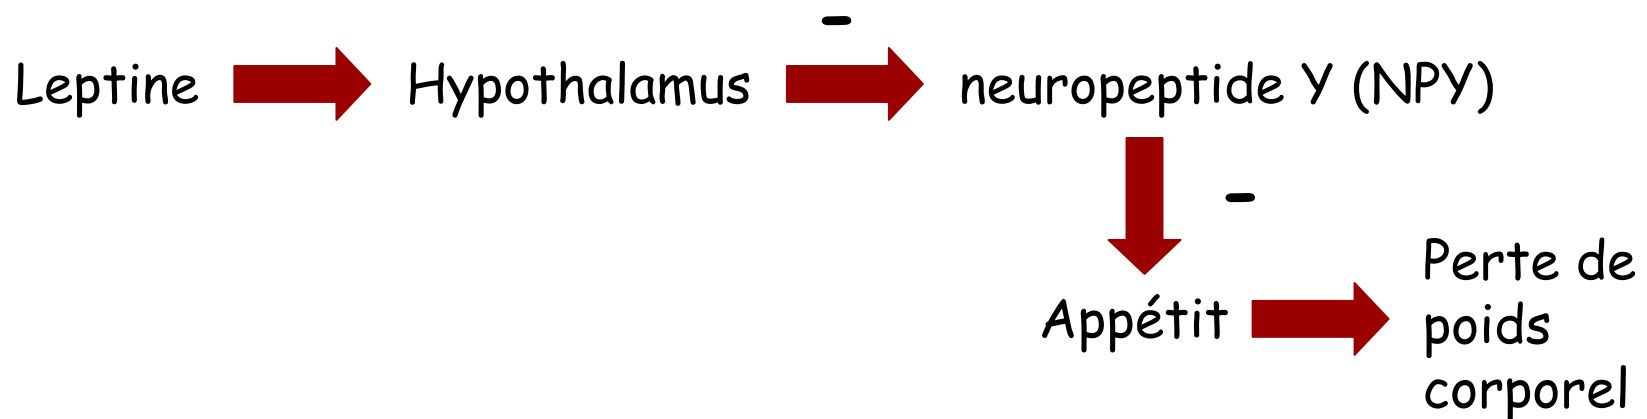 -
Leptine Hypothalamus neuropeptide Y (NPY)
-
Appétit
Perte de
poids
corporel